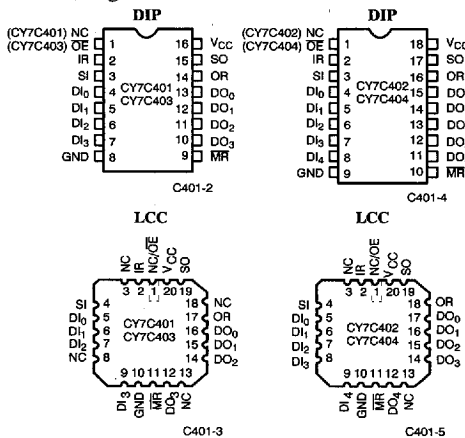 DIP
(CY7C401) NC
(CY7C403) OE
IR
SI
DI0
DI1
DI2
DI3
GND
1
2
3
4
5
6
7
8
CY7C401
CY7C403
16
15
14
13
12
11
10
9
VCC
SO
OR
DO0
DO1
DO2
DO3
MR
C401-2
DIP
(CY7C402) NC
(CY7C404) OE
IR
SI
DI0
DI1
DI2
DI3
DI4
GND
1
2
3
4
5
6
7
8
9
CY7C402
CY7C404
18
17
16
15
14
13
12
11
10
VCC
SO
OR
DO
DO
DO
DO
DO
MR
C401-4
LCC
NC
IR
NC/OE
VCC
SO
3 2 1 20 19
SI 4
DI0 5
DI1 6
DI2 7
NC 8
CY7C401
CY7C403
18 NC
17 OR
16 DO0
15 DO1
14 DO2
9 10 11 12 13
DI3
GND
MR
DO3
NC
C401-3
LCC
NC
IR
NC/OE
VCC
SO
3 2 1 20 19
SI 4
DI0 5
DI1 6
DI2 7
DI3 8
CY7C402
CY7C404
18 OR
17 DO0
16 DO1
15 DO2
14 DO3
9 10 11 12 13
DI4
GND
MR
DO4
NC
C401-5